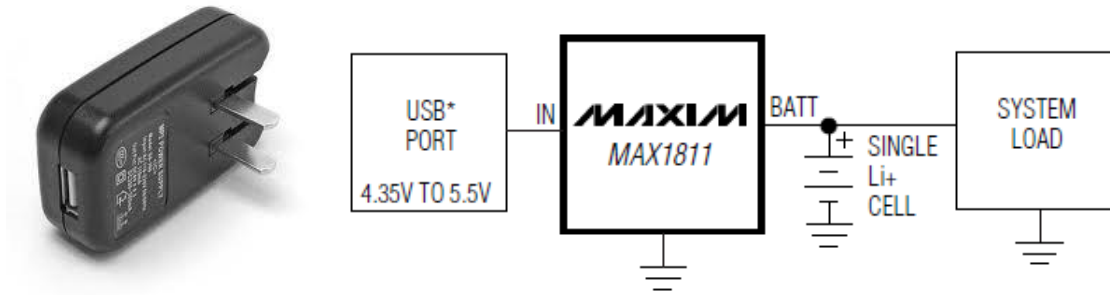 USB*
PORT
4.35V TO 5.5V
IN
MAXIM
MAX1811
BATT
+
SINGLE
Li+
CELL
SYSTEM
LOAD